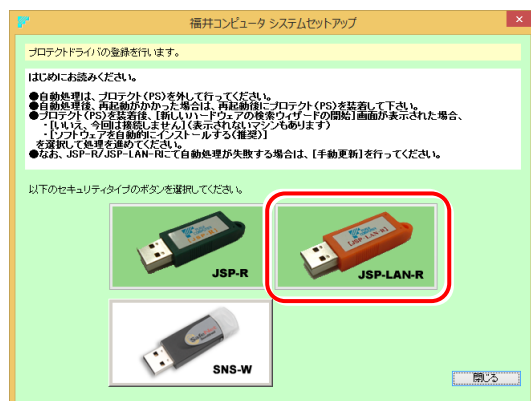 福井コンピュータ システムセットアップ
プロテクトドライバの登録を行います。
はじめにお読みください。
●自動処理は、プロテクト(PS)を外して行ってください。
●自動処理後、再起動がかかった場合は、再起動後にプロテクト(PS)を装着して下さい。
●プロテクト(PS)を装着後、[新しいハードウェアの検索ウィザードの開始]画面が表示された場合、
・[いいえ、今回は接続しません](表示されないマシンもあります)
・[ソフトウェアを自動的にインストールする(推奨)]
を選択して処理を進めてください。
●なお、JSP-R/JSP-LAN-Rにて自動処理が失敗する場合は、[手動更新]を行ってください。
以下のセキュリティタイプのボタンを選択してください。
JSP-R
[JSP-LAN-R]
JSP-LAN-R
SNS-W
閉じる